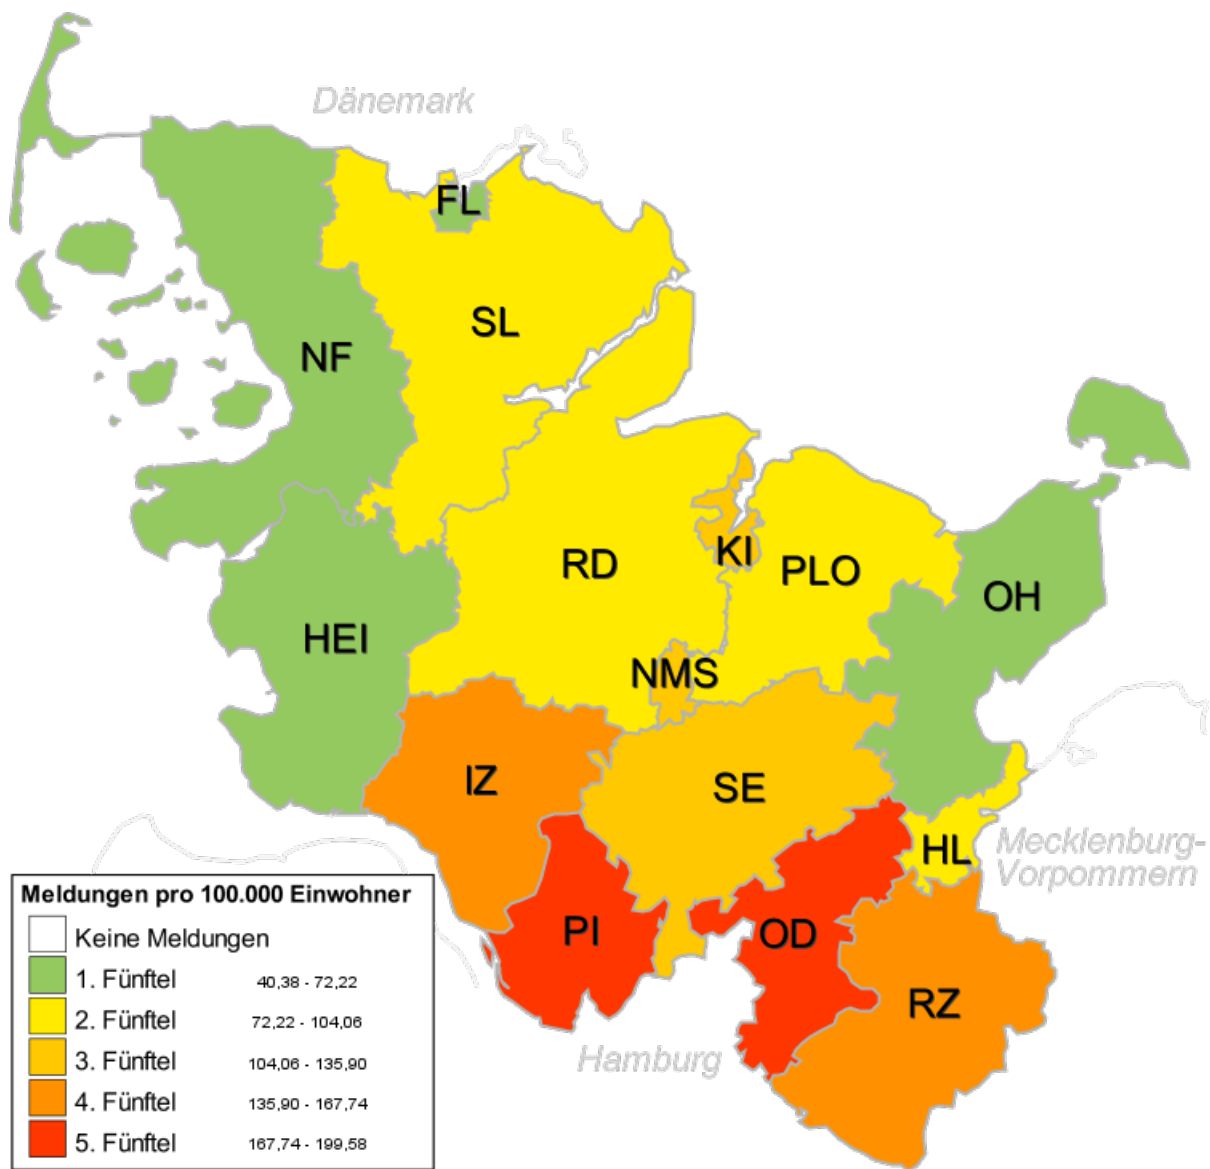 Dänemark
FL
SL
NF
RD
KI
PLO
OH
HEI
NMS
IZ
SE
HL
Mecklenburg-
Vorpommern
PI
OD
RZ
Hamburg
Meldungen pro 100.000 Einwohner
Keine Meldungen
1. Fünftel 40,38 - 72,22
2. Fünftel 72,22 - 104,06
3. Fünftel 104,06 - 135,90
4. Fünftel 135,90 - 167,74
5. Fünftel 167,74 - 199,58